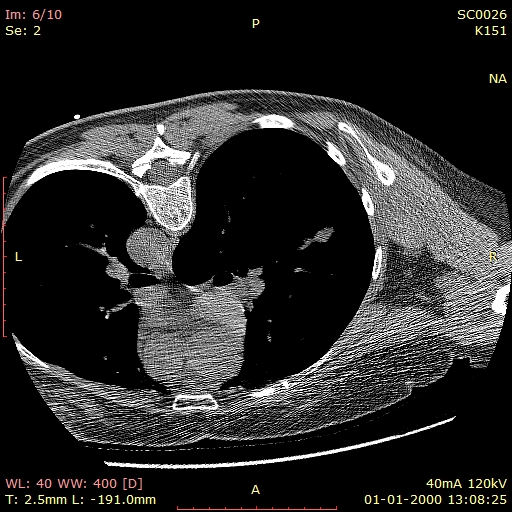 Im: 6/10
Se: 2
P
SC0026
K151
NA
L
R
WL: 40 WW: 400 [D]
T: 2.5mm L: -191.0mm
A
40mA 120kV
01-01-2000 13:08:25